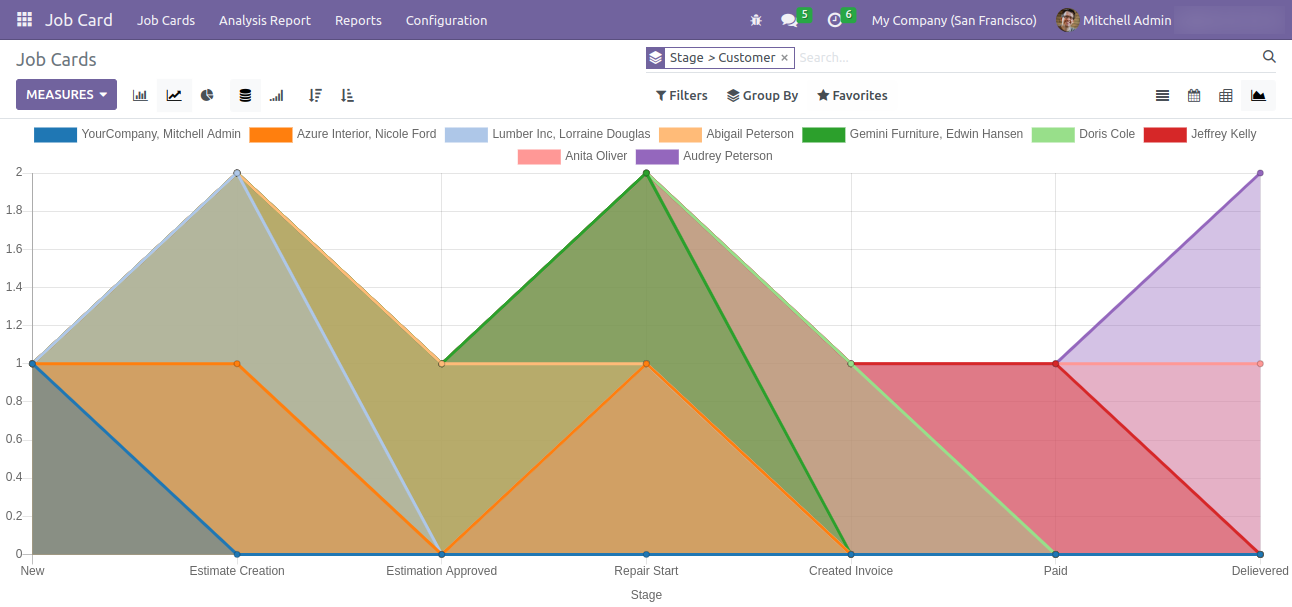 Job Card Job Cards Analysis Report Reports Configuration 5 6 My Company (San Francisco) Mitchell Admin
Job Cards Stage > Customer × Search...
MEASURES Filters Group By Favorites
YourCompany, Mitchell Admin Azure Interior, Nicole Ford Lumber Inc, Lorraine Douglas Abigail Peterson Gemini Furniture, Edwin Hansen Doris Cole Jeffrey Kelly
Anita Oliver Audrey Peterson
2
1.8
1.6
1.4
1.2
1
0.8
0.6
0.4
0.2
0
New Estimate Creation Estimation Approved Repair Start Created Invoice Paid Delievered
Stage